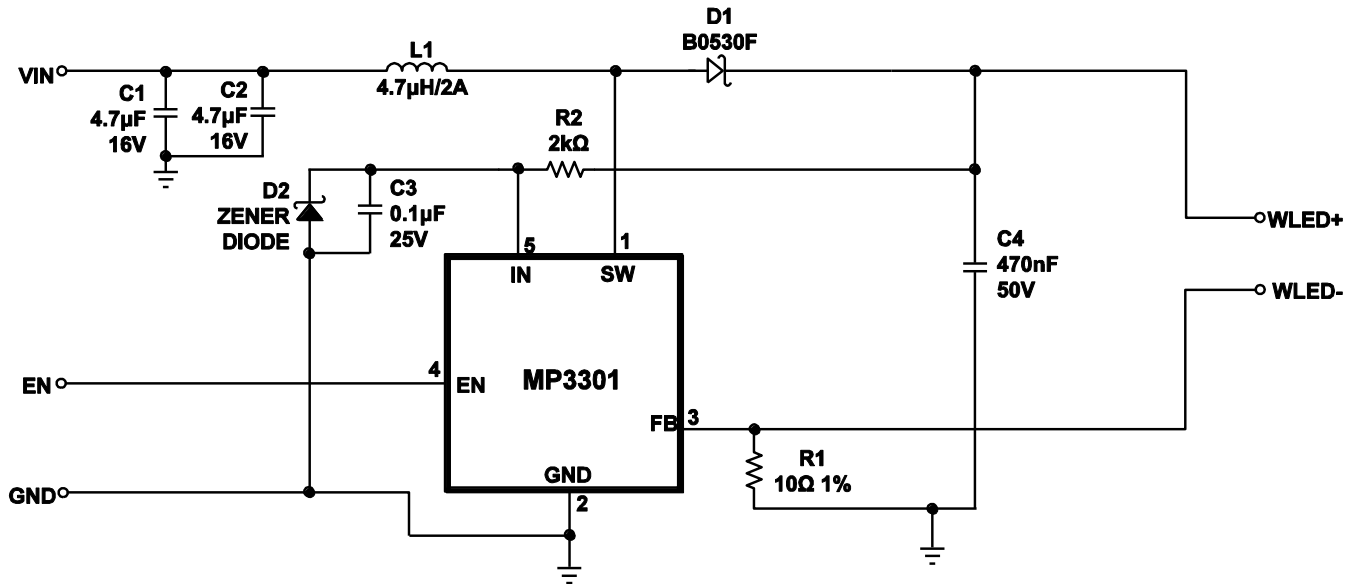 D1
B0530F
VIN
L1
4.7µH/2A
C1
4.7µF
16V
C2
4.7µF
16V
R2
2kΩ
D2
ZENER
DIODE
C3
0.1µF
25V
5
1
IN
SW
C4
470nF
50V
WLED+
WLED-
EN
4
EN
MP3301
FB
3
R1
10Ω 1%
GND
GND
2